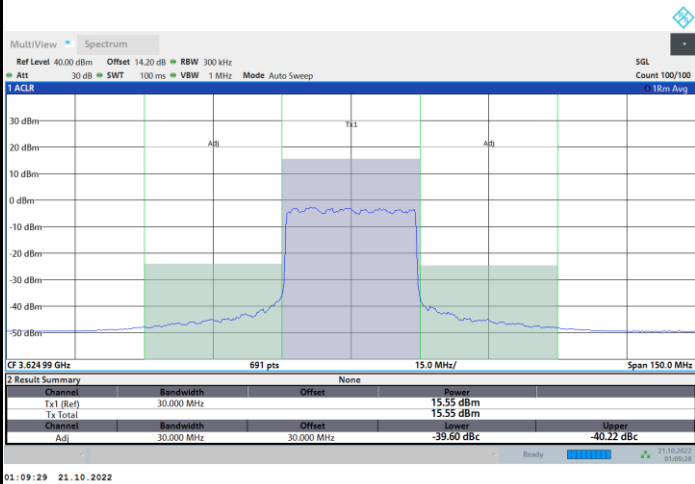 MultiView Spectrum
Ref Level 40.00 dBm Offset 14.20 dB RBW 300 kHz SGL
Att 30 dB SWT 100 ms VBW 1 MHz Mode Auto Sweep Count 100/100
1 ACLR 1Rm Avg
30 dBm
Tx1
20 dBm
Adj Adj
10 dBm
0 dBm
-10 dBm
-20 dBm
-30 dBm
-40 dBm
-50 dBm
CF 3.624 99 GHz 691 pts 15.0 MHz/ Span 150.0 MHz
2 Result Summary None
Channel Bandwidth Offset Power
Tx1 (Ref) 30.000 MHz 15.55 dBm
Tx Total 15.55 dBm
Channel Bandwidth Offset Lower Upper
Adj 30.000 MHz 30.000 MHz -39.60 dBc -40.22 dBc
Ready 21.10.2022
01:09:28
01:09:29 21.10.2022